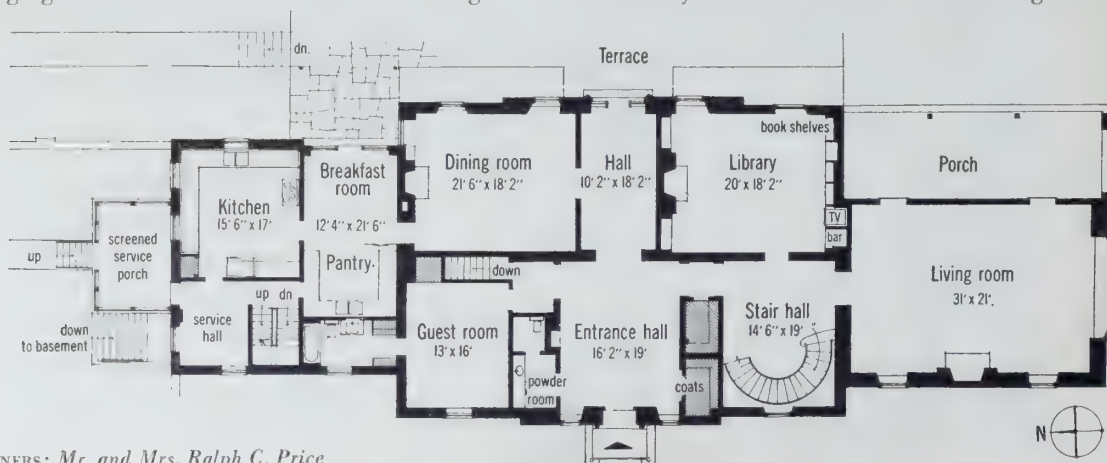 dn.
Terrace
book shelves
Dining room
21' 6" x 18' 2"
Hall
10' 2" x 18' 2"
Library
20' x 18' 2"
Porch
Breakfast
room
12' 4" x 21' 6"
Kitchen
15' 6" x 17'
TV
bar
up
screened
service
porch
Pantry.
down
Living room
31' x 21'.
up dn
service
hall
down
to basement
Guest room
13' x 16'
Entrance hall
16' 2" x 19'
Stair hall
14' 6" x 19'
powder
room
coats
N
NERS: Mr. and Mrs. Ralph C. Price